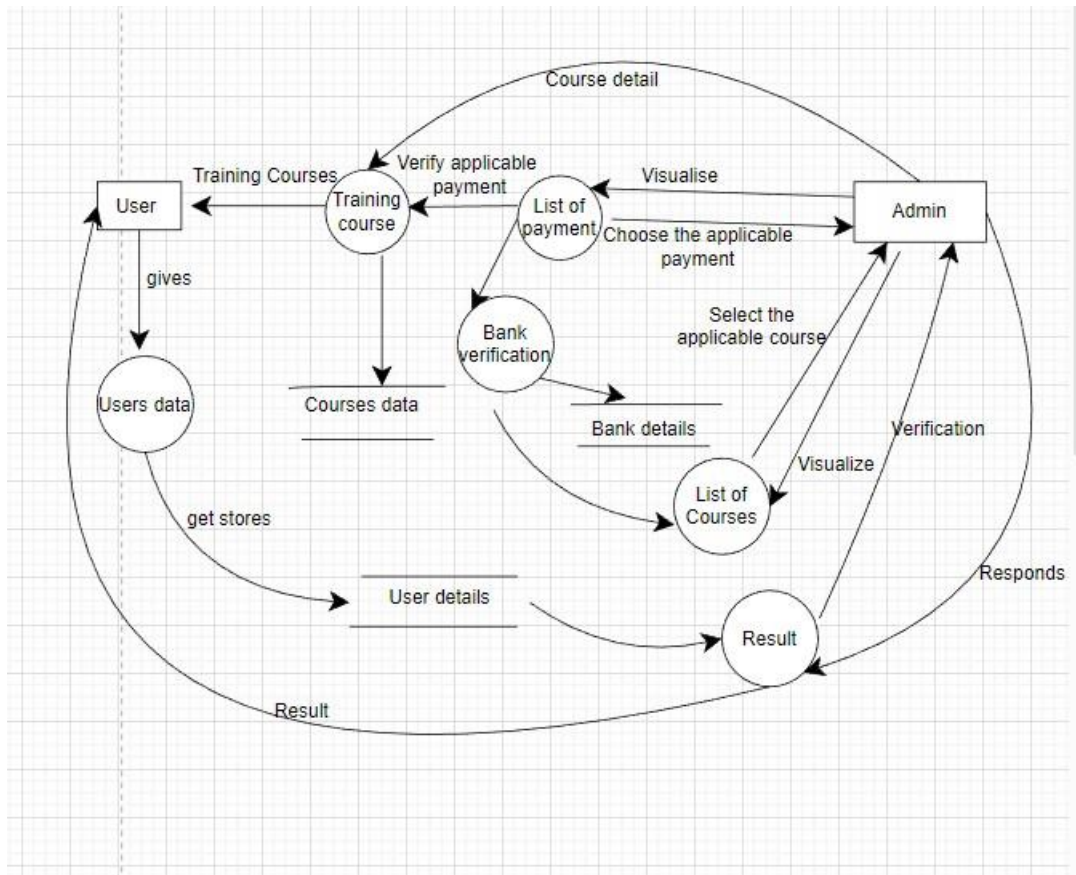 Course detail
Training Courses
Verify applicable
payment
Visualise
User
Training
course
List of
payment
Admin
Choose the applicable
payment
gives
Select the
applicable course
Bank
verification
Users data
Courses data
Bank details
Verification
Visualize
List of
Courses
get stores
Responds
User details
Result
Result